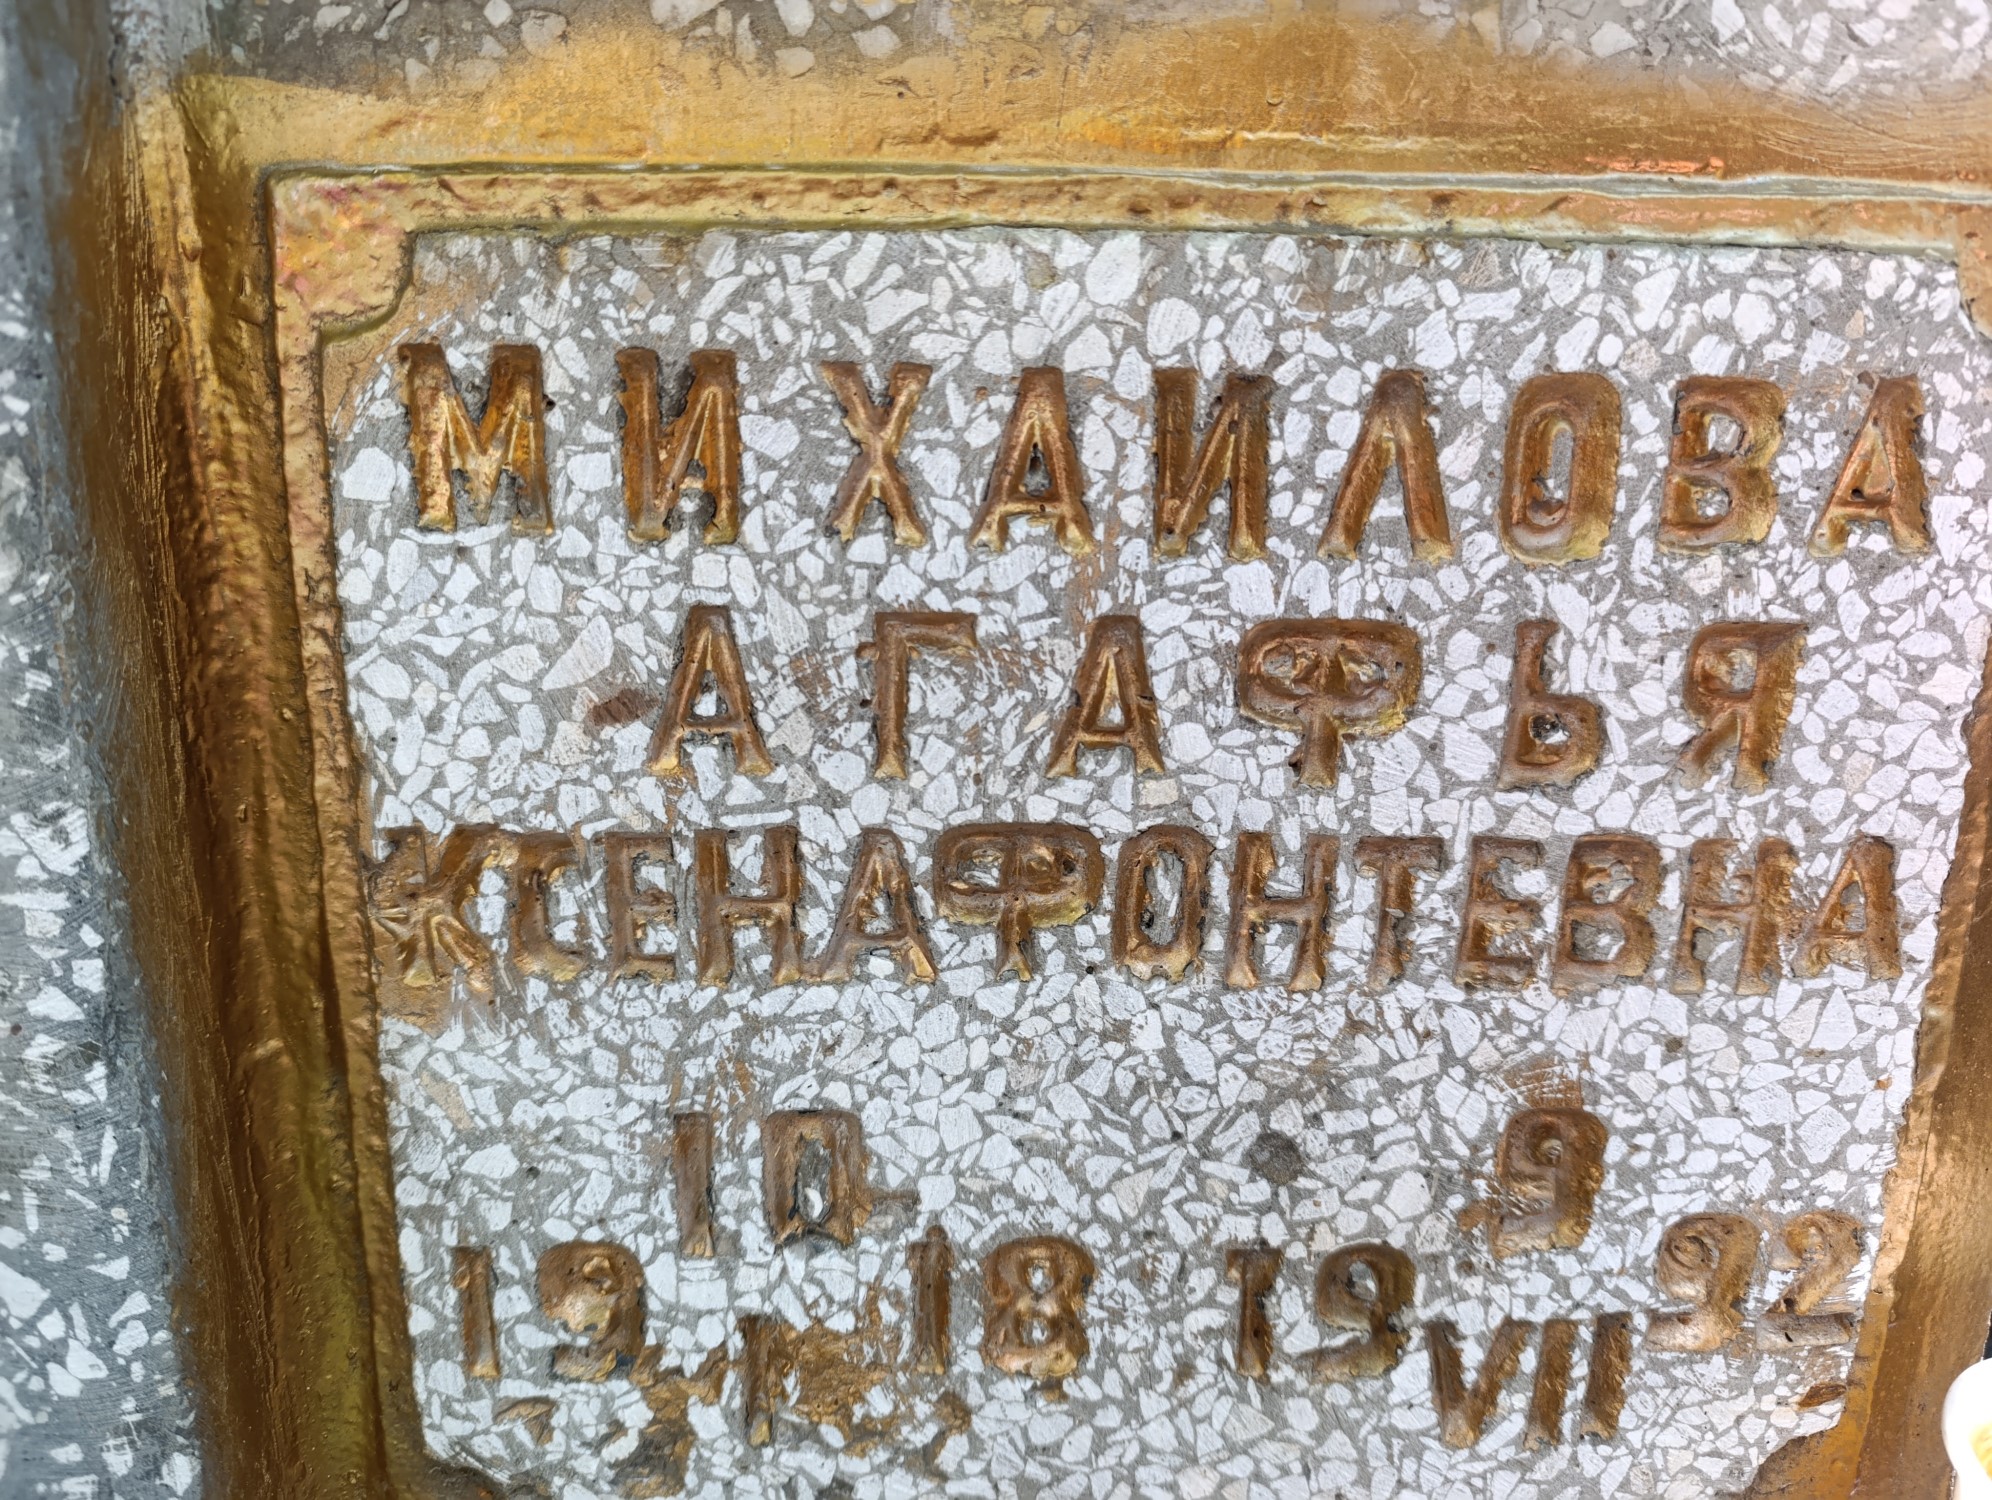 МИХАИЛОВА
АГАФЬЯ
КСЕНАФОНТЕВНА
10 9
19 I 18 19 VII 92